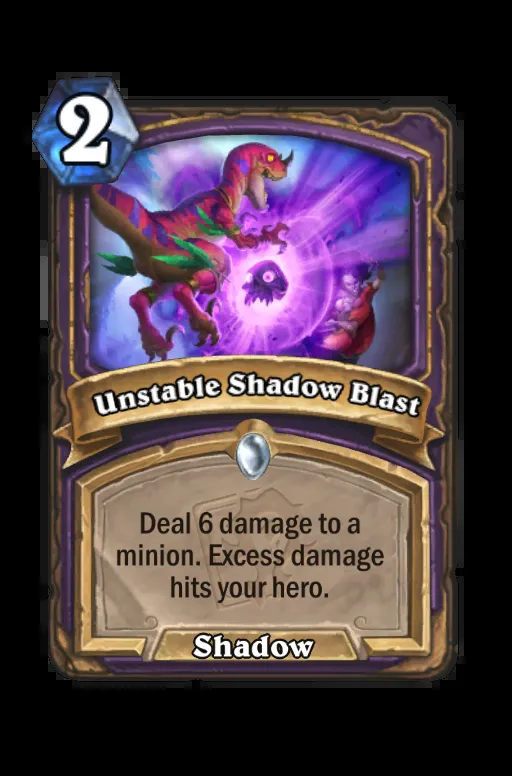 2
Unstable Shadow Blast
Deal 6 damage to a
minion. Excess damage
hits your hero.
Shadow